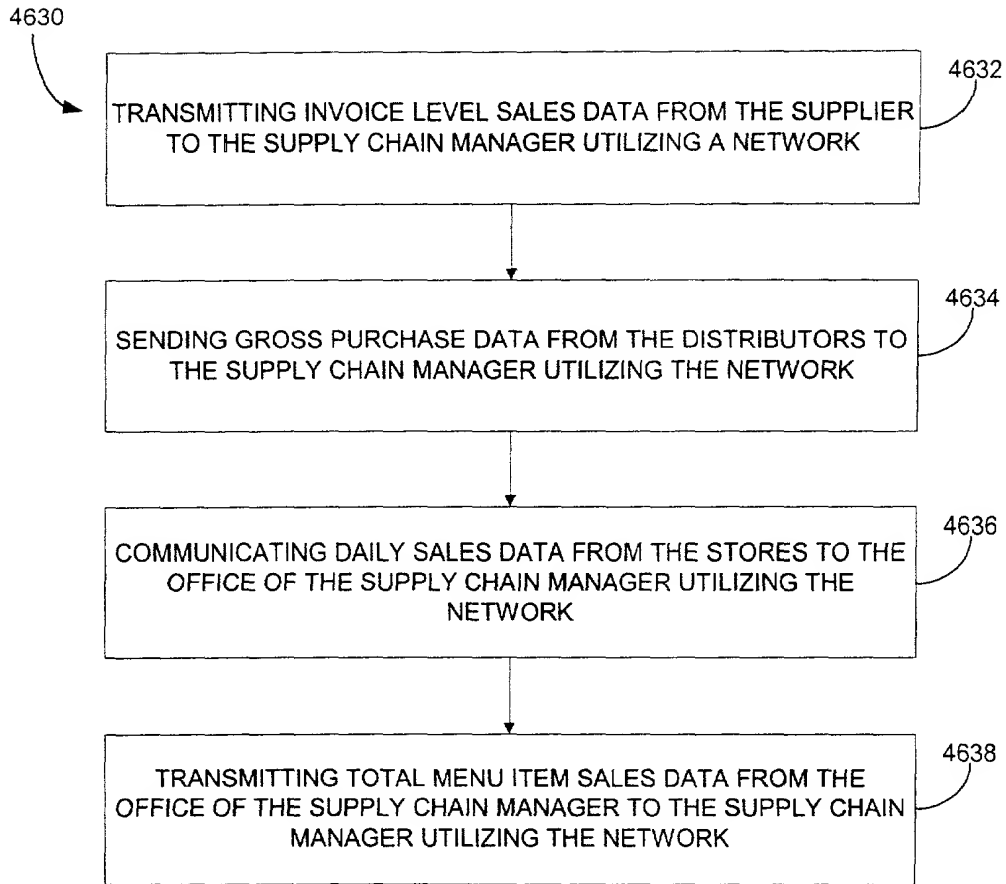 4630
4632
TRANSMITTING INVOICE LEVEL SALES DATA FROM THE SUPPLIER
TO THE SUPPLY CHAIN MANAGER UTILIZING A NETWORK
4634
SENDING GROSS PURCHASE DATA FROM THE DISTRIBUTORS TO
THE SUPPLY CHAIN MANAGER UTILIZING THE NETWORK
4636
COMMUNICATING DAILY SALES DATA FROM THE STORES TO THE
OFFICE OF THE SUPPLY CHAIN MANAGER UTILIZING THE
NETWORK
4638
TRANSMITTING TOTAL MENU ITEM SALES DATA FROM THE
OFFICE OF THE SUPPLY CHAIN MANAGER TO THE SUPPLY CHAIN
MANAGER UTILIZING THE NETWORK